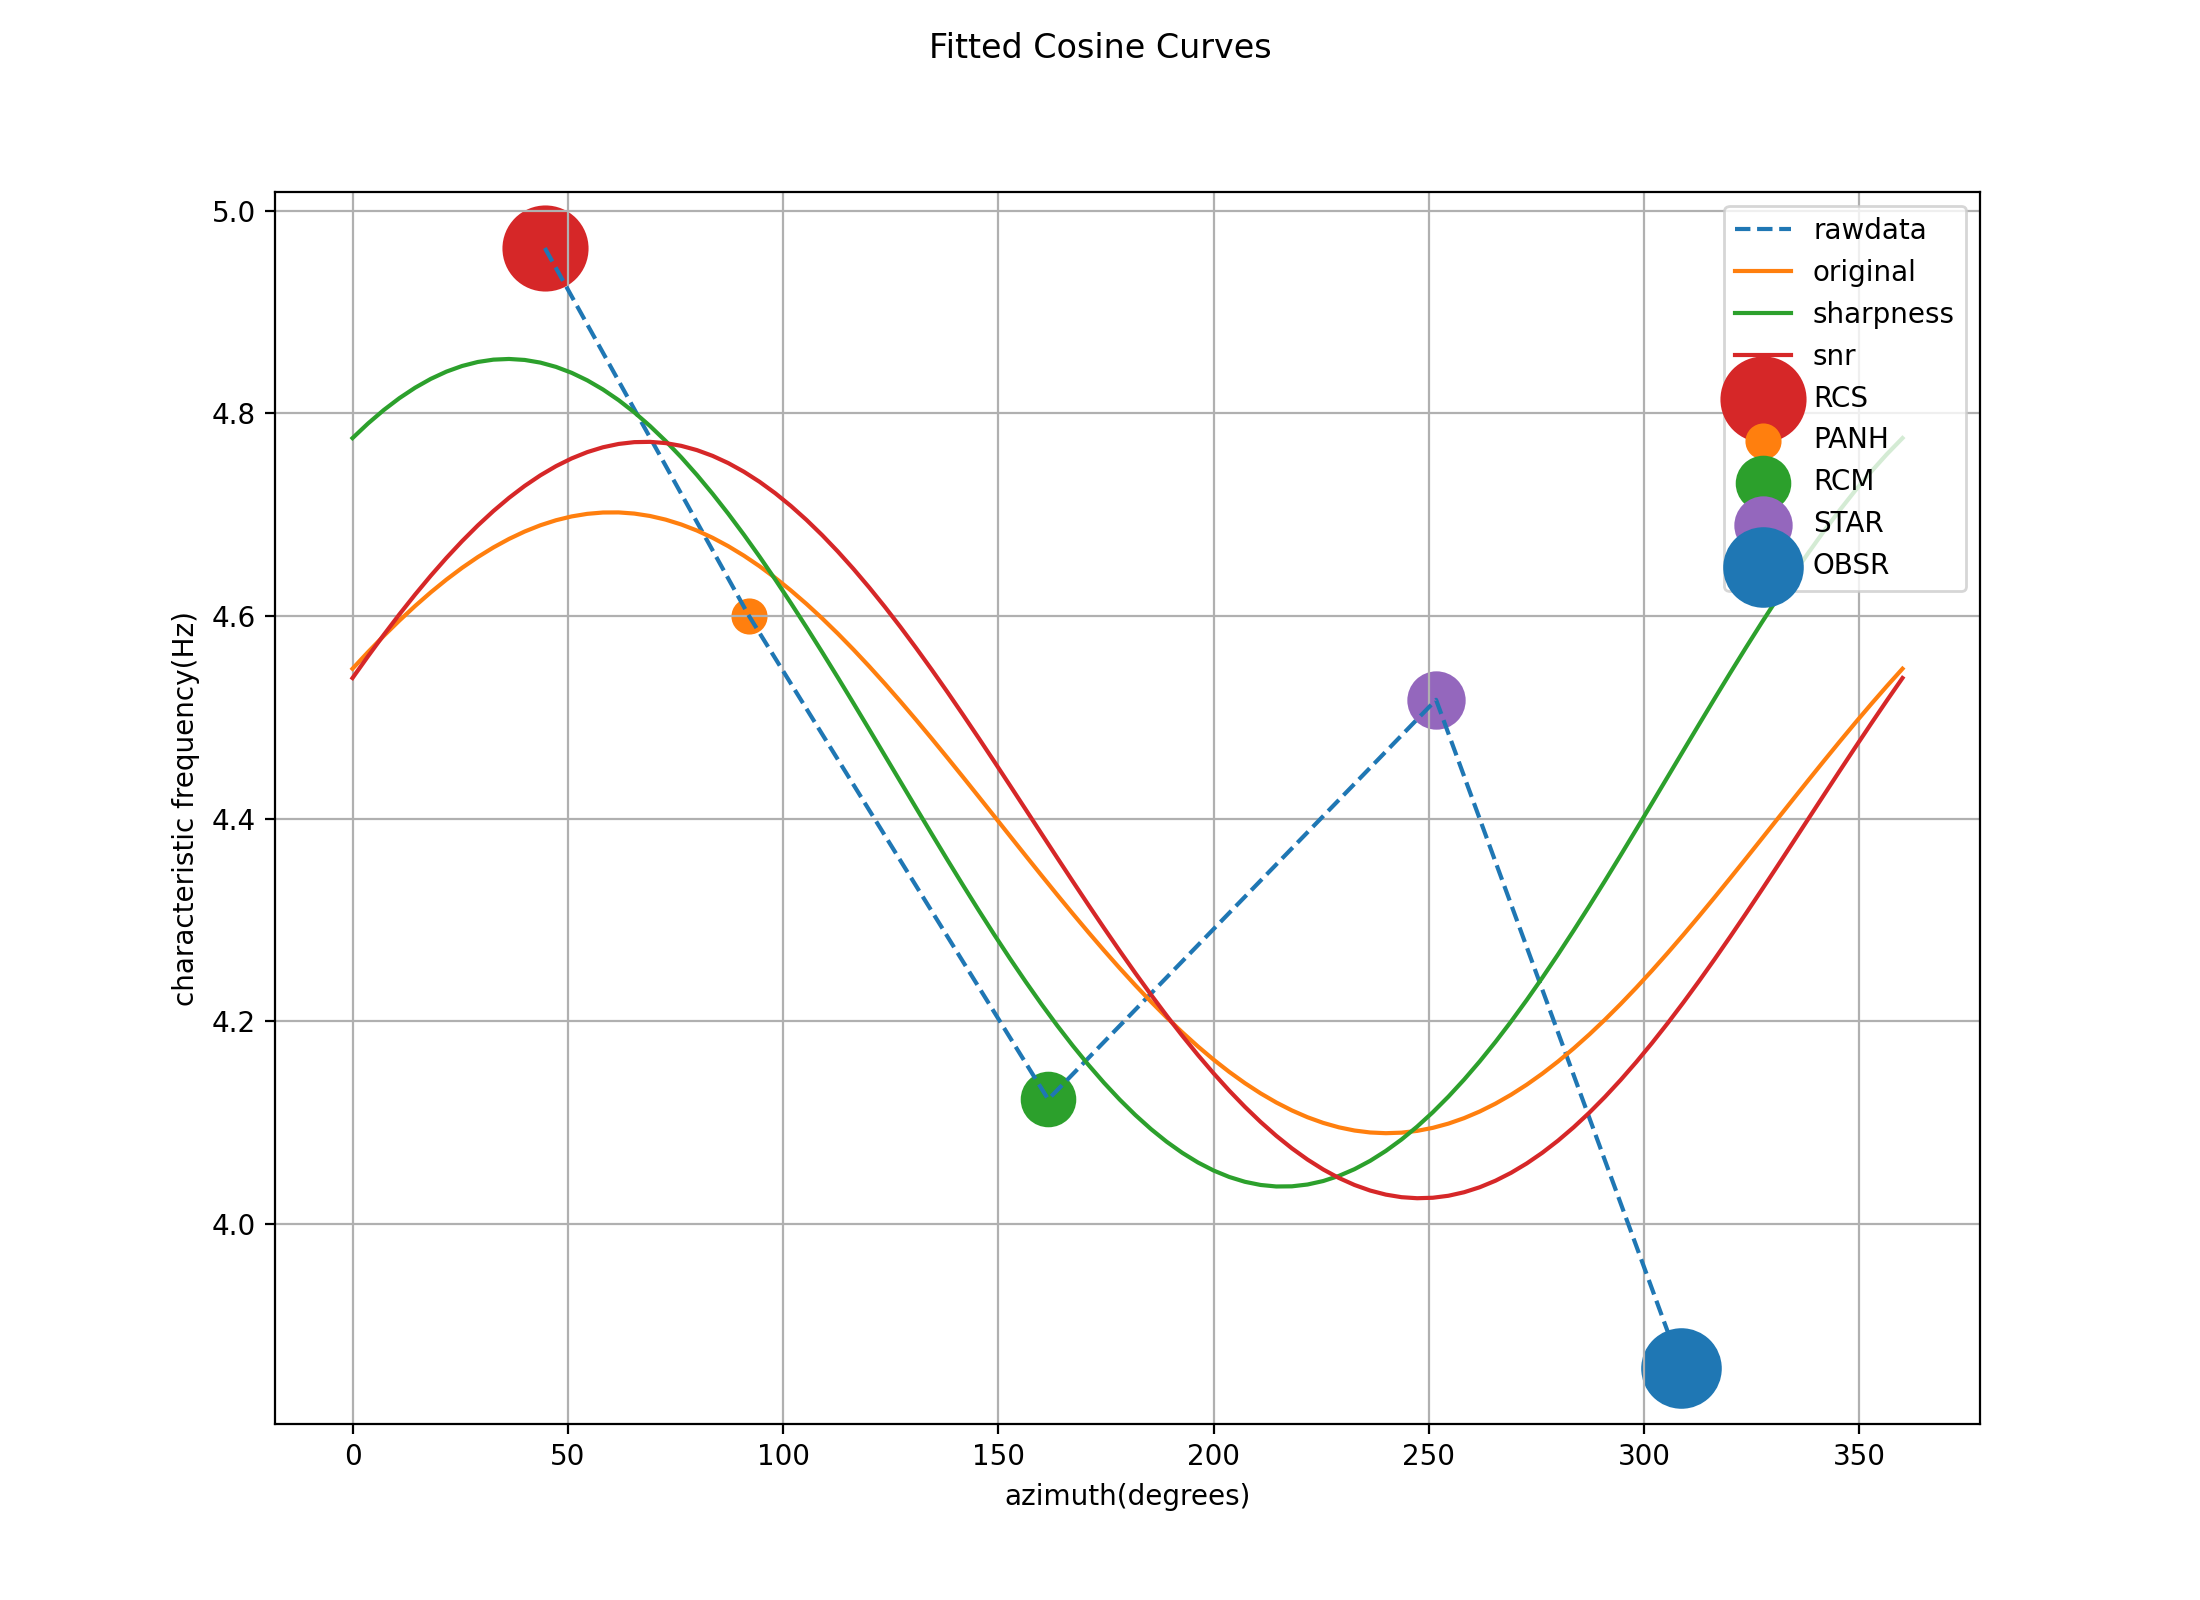 Fitted Cosine Curves
characteristic frequency(Hz)
5.0
4.8
4.6
4.4
4.2
4.0
rawdata
original
sharpness
snr
RCS
PANH
RCM
STAR
OBSR
0 50 100 150 200 250 300 350
azimuth(degrees)